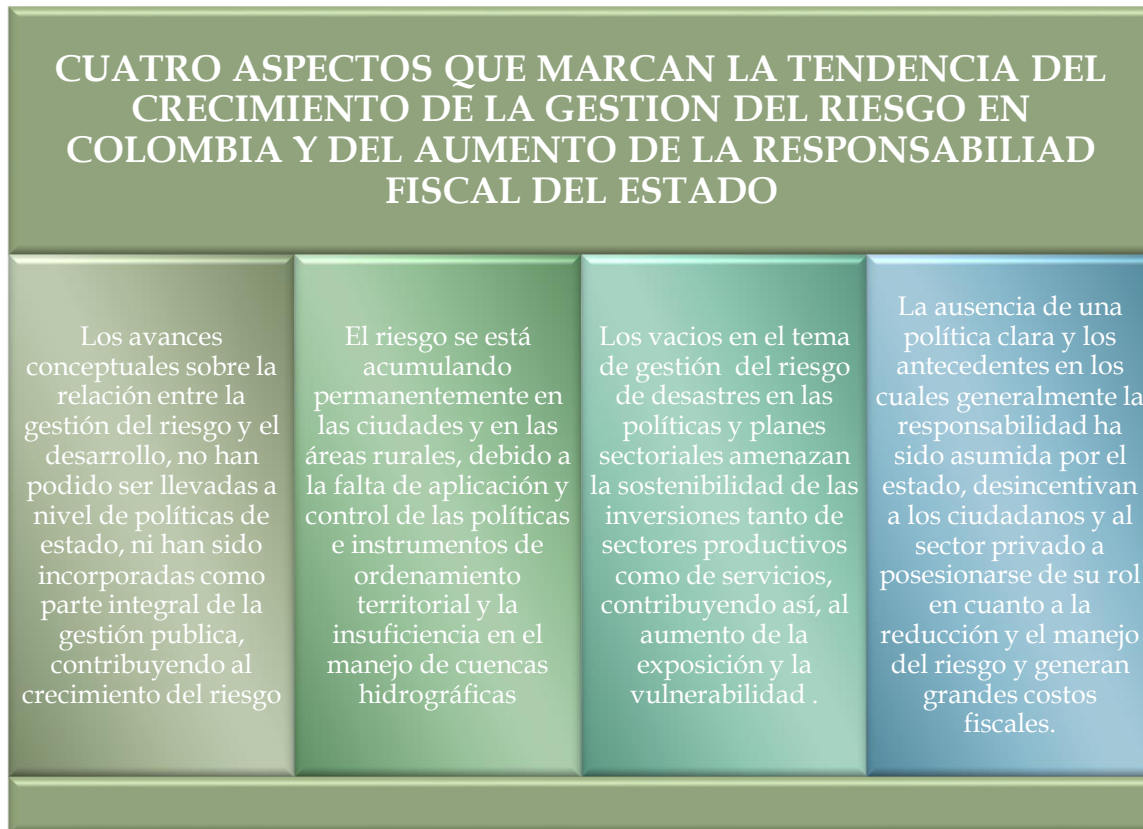 CUATRO ASPECTOS QUE MARCAN LA TENDENCIA DEL
CRECIMIENTO DE LA GESTION DEL RIESGO EN
COLOMBIA Y DEL AUMENTO DE LA RESPONSABILIAD
FISCAL DEL ESTADO
Los avances
conceptuales sobre la
relación entre la
gestión del riesgo y el
desarrollo, no han
podido ser llevadas a
nivel de políticas de
estado, ni han sido
incorporadas como
parte integral de la
gestión publica,
contribuyendo al
crecimiento del riesgo
El riesgo se está
acumulando
permanentemente en
las ciudades y en las
áreas rurales, debido a
la falta de aplicación y
control de las políticas
e instrumentos de
ordenamiento
territorial y la
insuficiencia en el
manejo de cuencas
hidrográficas
Los vacios en el tema
de gestión del riesgo
de desastres en las
políticas y planes
sectoriales amenazan
la sostenibilidad de las
inversiones tanto de
sectores productivos
como de servicios,
contribuyendo así, al
aumento de la
exposición y la
vulnerabilidad .
La ausencia de una
política clara y los
antecedentes en los
cuales generalmente la
responsabilidad ha
sido asumida por el
estado, desincentivan
a los ciudadanos y al
sector privado a
posesionarse de su rol
en cuanto a la
reducción y el manejo
del riesgo y generan
grandes costos
fiscales.